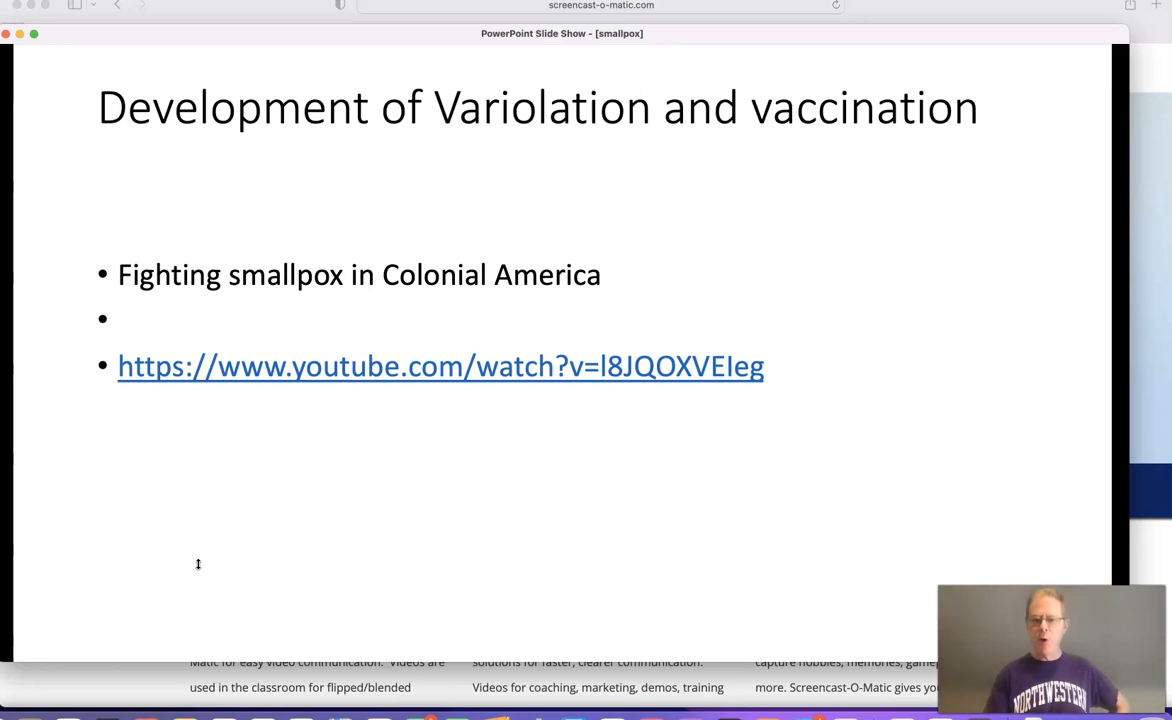 screencast-o-matic.com
PowerPoint Slide Show - [smallpox]
Development of Variolation and vaccination
• Fighting smallpox in Colonial America
•
• https://www.youtube.com/watch?v=l8JQOXVEIeg
Matic for easy video communication. Videos are
used in the classroom for flipped/blended
solutions for faster, clearer communication.
Videos for coaching, marketing, demos, training
capture hobbies, memories,
more. Screencast-O-Matic gives
NORTHWESTERN